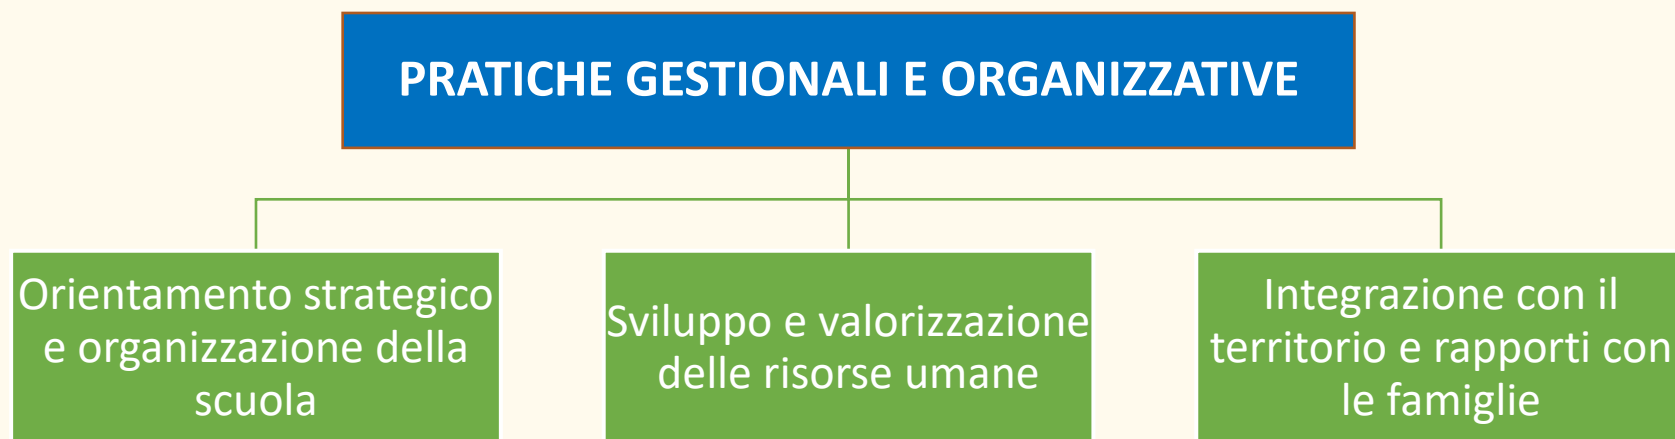 PRATICHE GESTIONALI E ORGANIZZATIVE
Orientamento strategico
e organizzazione della
scuola
Sviluppo e valorizzazione
delle risorse umane
Integrazione con il
territorio e rapporti con
le famiglie